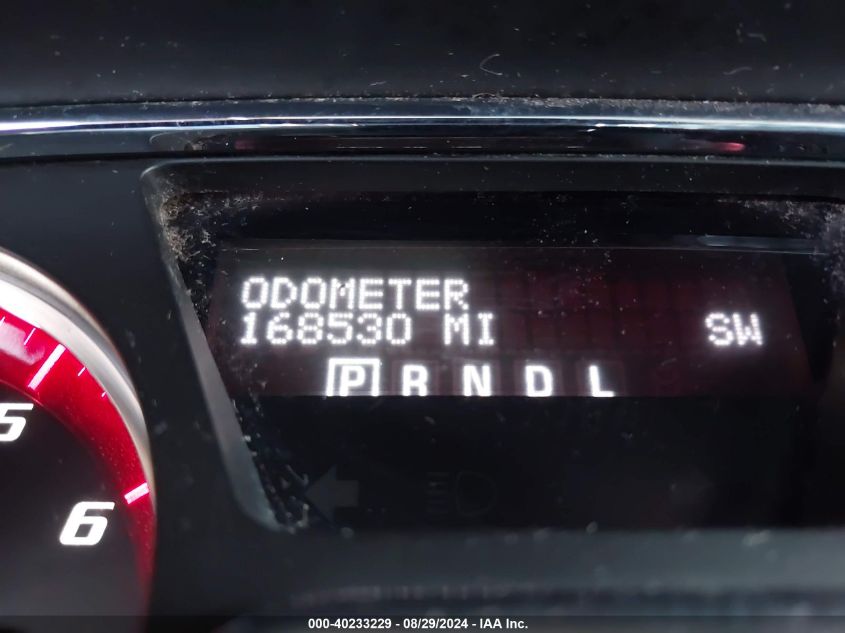 ODOMETER
168530 MI SW
P R N D L
5
6
000-40233229 - 08/29/2024 - IAA Inc.